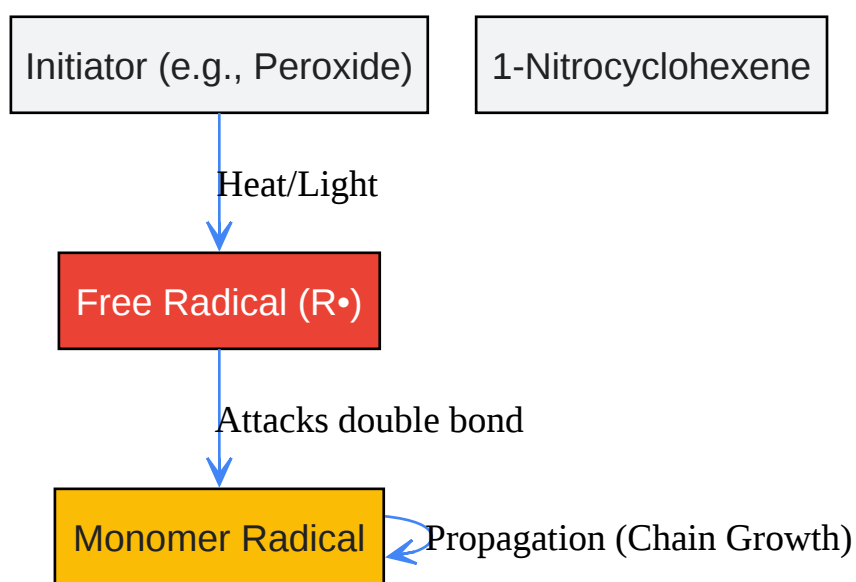 Initiator (e.g., Peroxide)
1-Nitrocyclohexene
Heat/Light
Free Radical (R•)
Attacks double bond
Monomer Radical
Propagation (Chain Growth)